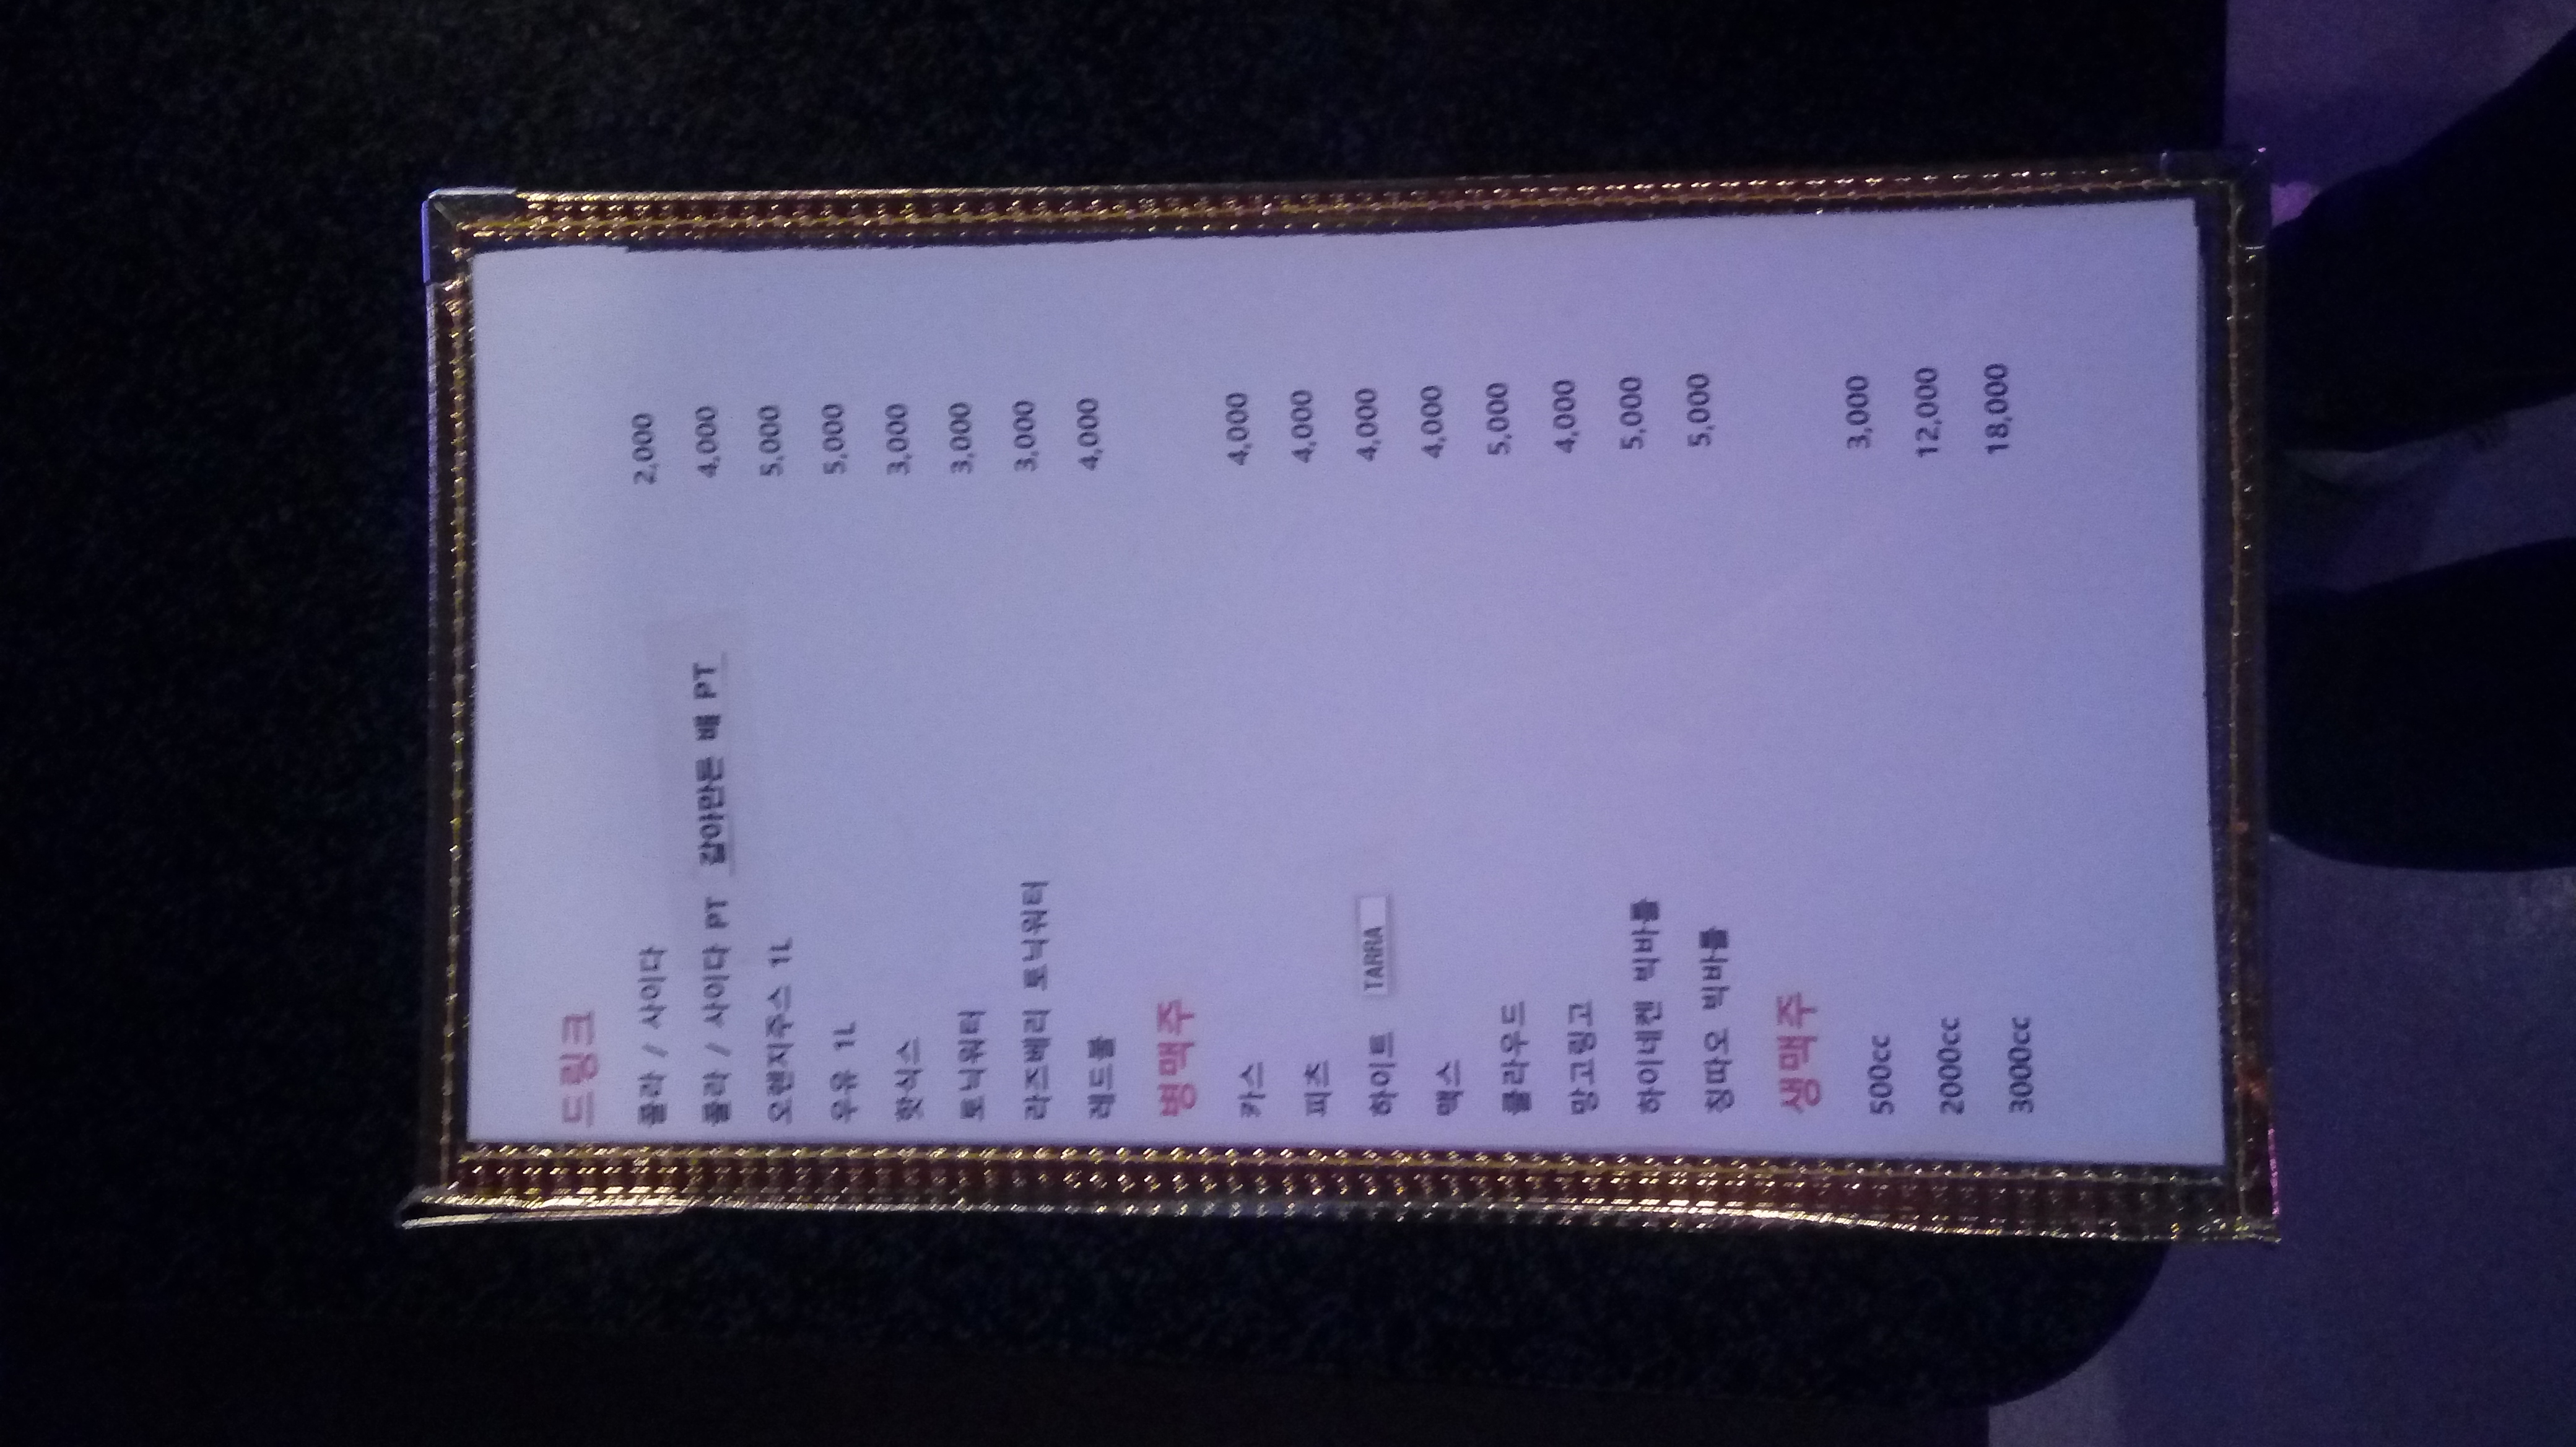 드링크
콜라 / 사이다 2,000
콜라 / 사이다 PT 갈아만든 배 PT 4,000
오렌지주스 1L 5,000
우유 1L 5,000
핫식스 3,000
토닉워터 3,000
라즈베리 토닉워터 3,000
레드불 4,000
병맥주
카스 4,000
피츠 4,000
하이트 TARRA 4,000
맥스 4,000
클라우드 5,000
망고링고 4,000
하이네켄 빅바틀 5,000
칭따오 빅바틀 5,000
생맥주
500cc 3,000
2000cc 12,000
3000cc 18,000